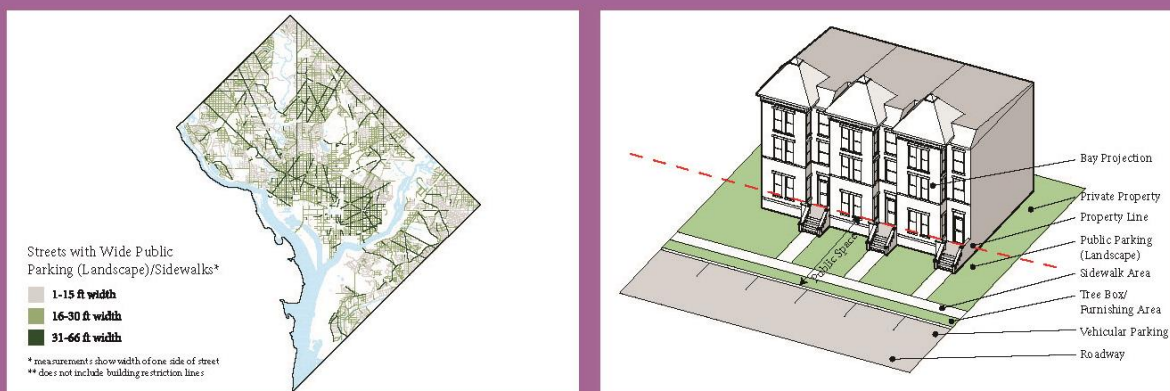 Streets with Wide Public
Parking (Landscape)/Sidewalks*
1-15 ft width
16-30 ft width
31-66 ft width
* measurements show width of one side of street
** does not include building restriction lines
Public Space
Bay Projection
Private Property
Property Line
Public Parking
(Landscape)
Sidewalk Area
Tree Box/
Furnishing Area
Vehicular Parking
Roadway